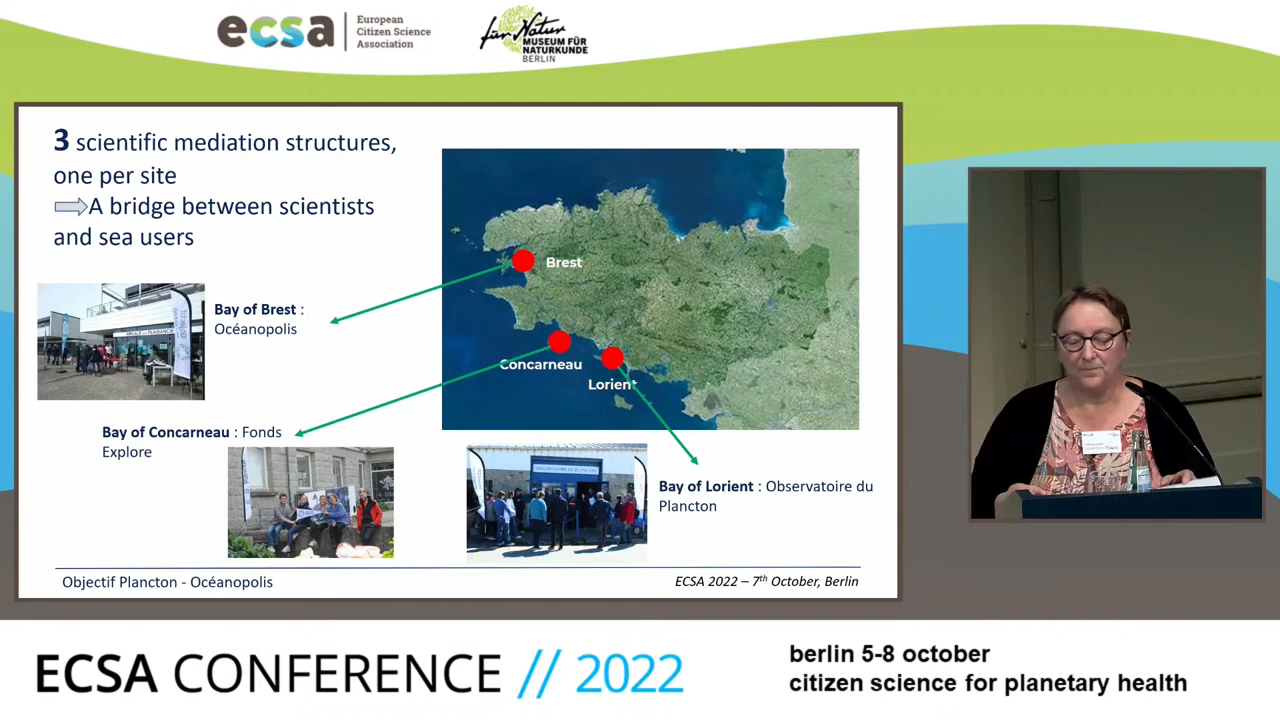 ecsa
European
Citizen Science
Association
für Natur
MUSEUM FÜR
NATURKUNDE
BERLIN
3 scientific mediation structures,
one per site
A bridge between scientists
and sea users
Brest
Concarneau
Lorient
Bay of Brest :
Océanopolis
Bay of Concarneau : Fonds
Explore
Bay of Lorient : Observatoire du
Plancton
Objectif Plancton - Océanopolis
ECSA 2022 – 7th October, Berlin
ECSA CONFERENCE // 2022
berlin 5-8 october
citizen science for planetary health